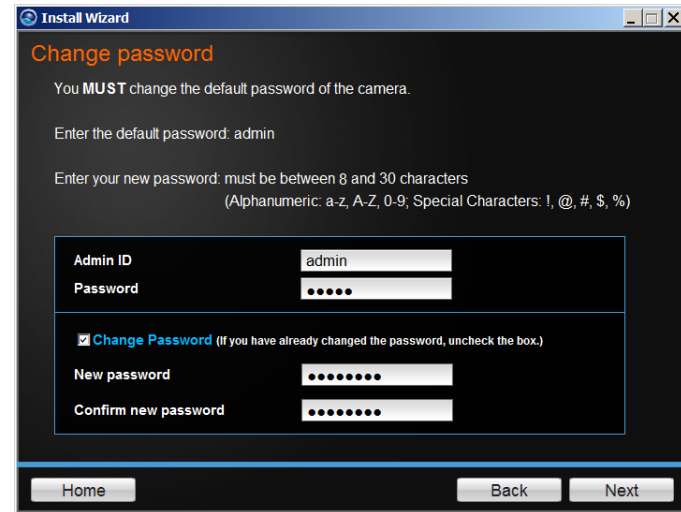 Install Wizard
Change password
You MUST change the default password of the camera.
Enter the default password: admin
Enter your new password: must be between 8 and 30 characters
(Alphanumeric: a-z, A-Z, 0-9; Special Characters: !, @, #, $, %)
Admin ID admin
Password ●●●●●
Change Password (If you have already changed the password, uncheck the box.)
New password ●●●●●●●●
Confirm new password ●●●●●●●●
Home Back Next